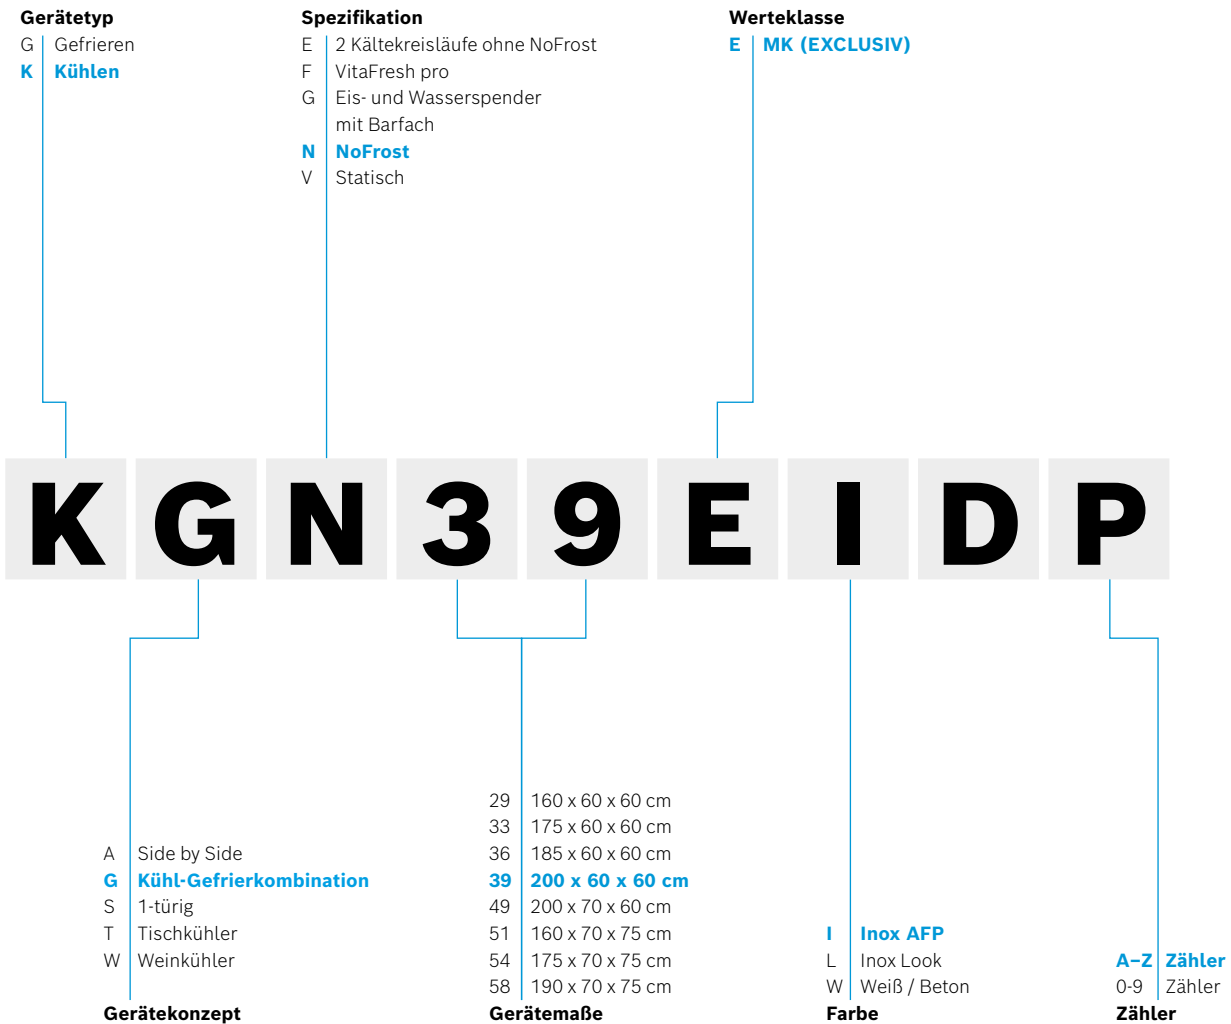 Gerätetyp
G Gefrieren
K Kühlen
Spezifikation
E 2 Kältekreisläufe ohne NoFrost
F VitaFresh pro
G Eis- und Wasserspender
mit Barfach
N NoFrost
V Statisch
Werteklasse
E MK (EXCLUSIV)
K G N 3 9 E I D P
A Side by Side
G Kühl-Gefrierkombination
S 1-türig
T Tischkühler
W Weinkühler
Gerätekonzept
29 160 x 60 x 60 cm
33 175 x 60 x 60 cm
36 185 x 60 x 60 cm
39 200 x 60 x 60 cm
49 200 x 70 x 60 cm
51 160 x 70 x 75 cm
54 175 x 70 x 75 cm
58 190 x 70 x 75 cm
Gerätemaße
I Inox AFP
L Inox Look
W Weiß / Beton
Farbe
A–Z Zähler
0-9 Zähler
Zähler